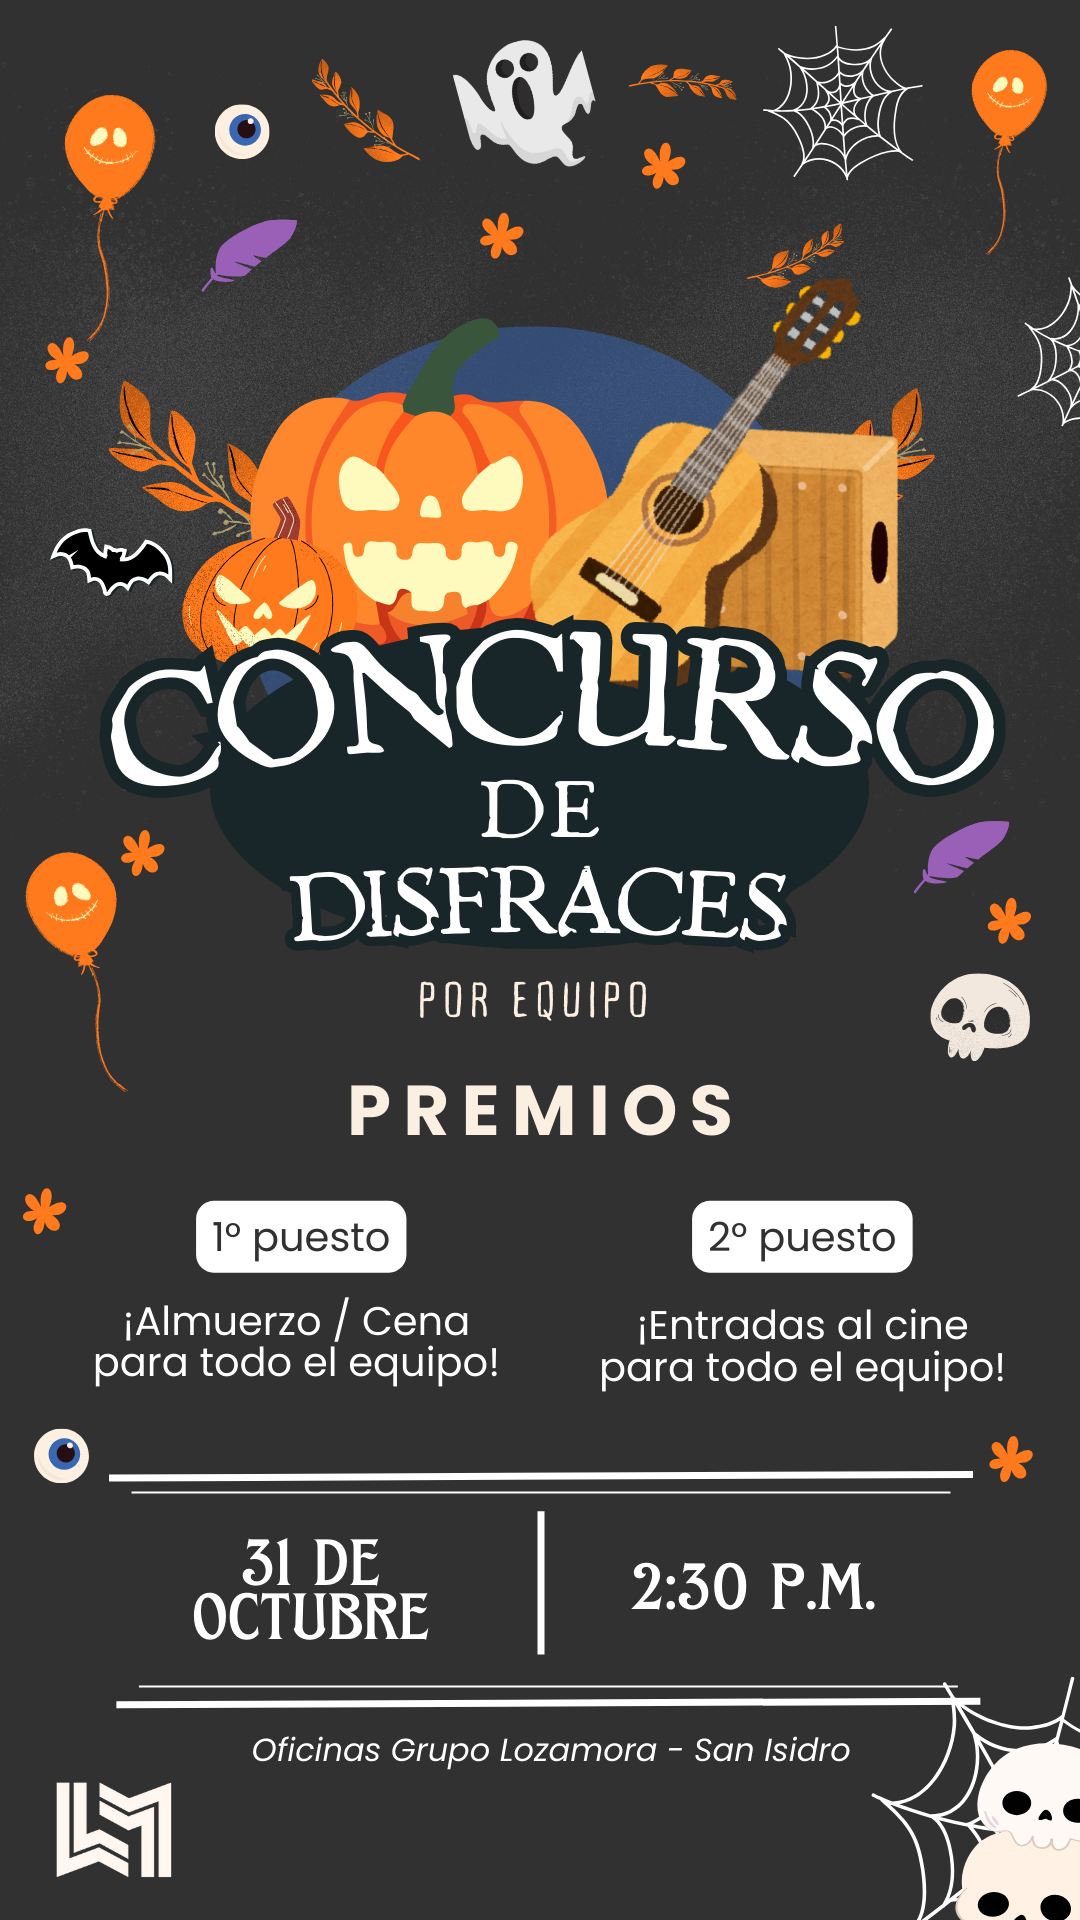 CONCURSO
DE
DISFRACES
POR EQUIPO
PREMIOS
1º puesto
¡Almuerzo / Cena
para todo el equipo!
2º puesto
¡Entradas al cine
para todo el equipo!
31 DE
OCTUBRE
2:30 P.M.
Oficinas Grupo Lozamora - San Isidro
LM